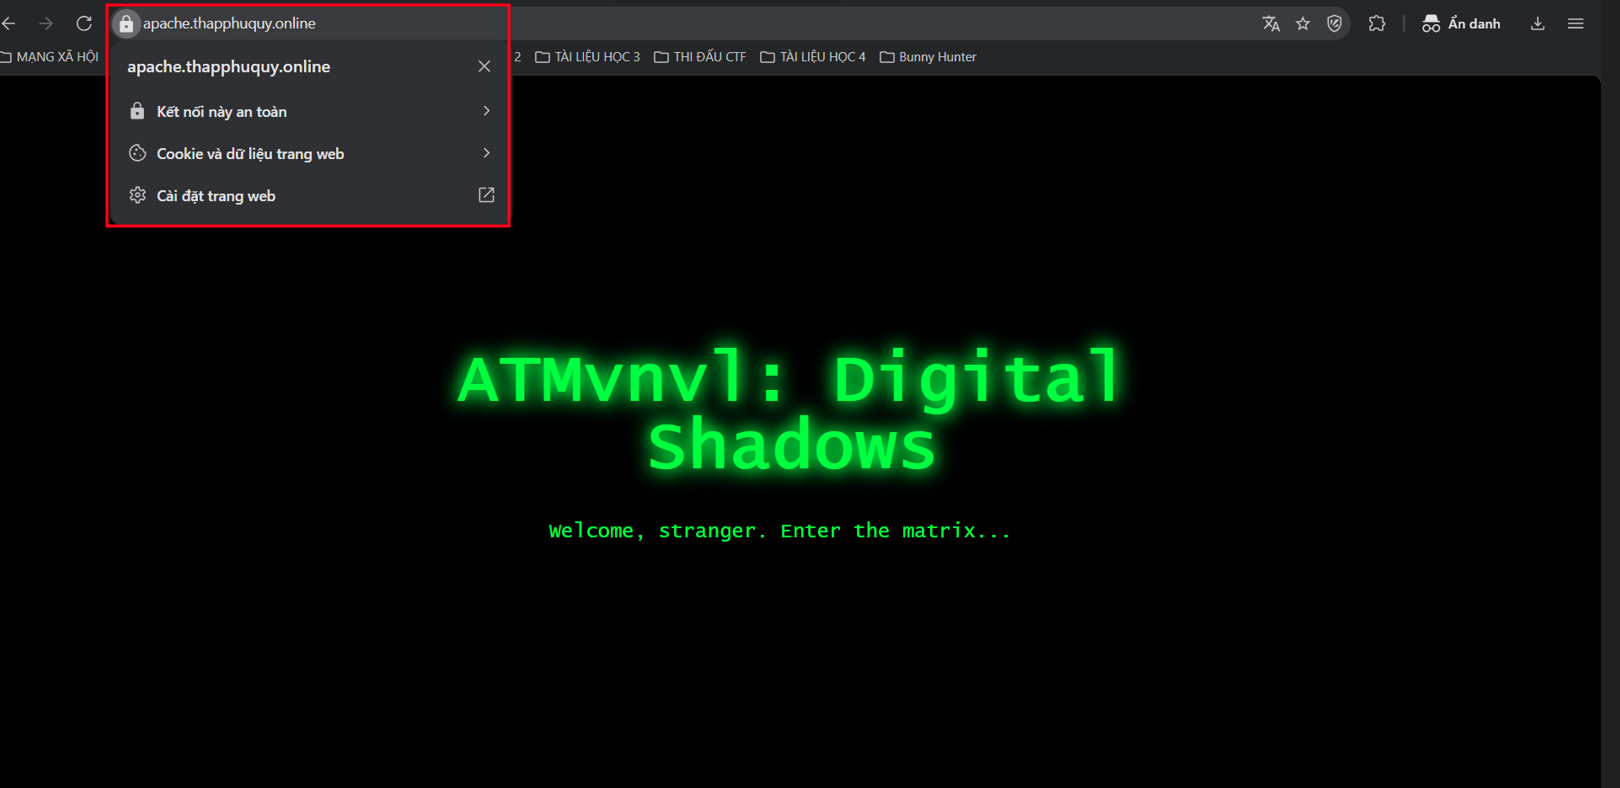 apache.thapphuquy.online
Ẩn danh
MẠNG XÃ HỘI
2
TÀI LIỆU HỌC 3
THI ĐẤU CTF
TÀI LIỆU HỌC 4
Bunny Hunter
apache.thapphuquy.online
Kết nối này an toàn
Cookie và dữ liệu trang web
Cài đặt trang web
ATMvnvl: Digital
Shadows
Welcome, stranger. Enter the matrix...